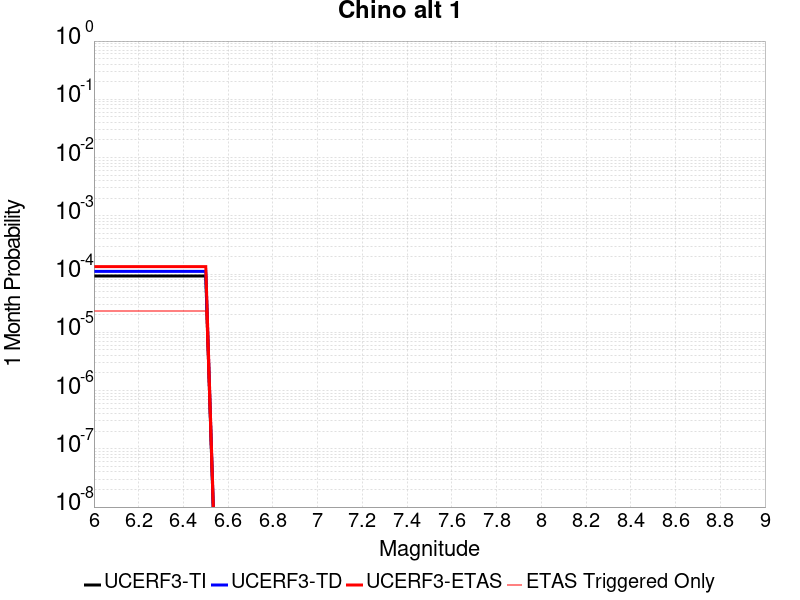 Chino alt 1
10^0
10^-1
10^-2
10^-3
10^-4
10^-5
10^-6
10^-7
10^-8
1 Month Probability
6 6.2 6.4 6.6 6.8 7 7.2 7.4 7.6 7.8 8 8.2 8.4 8.6 8.8 9
Magnitude
UCERF3-TI UCERF3-TD UCERF3-ETAS ETAS Triggered Only